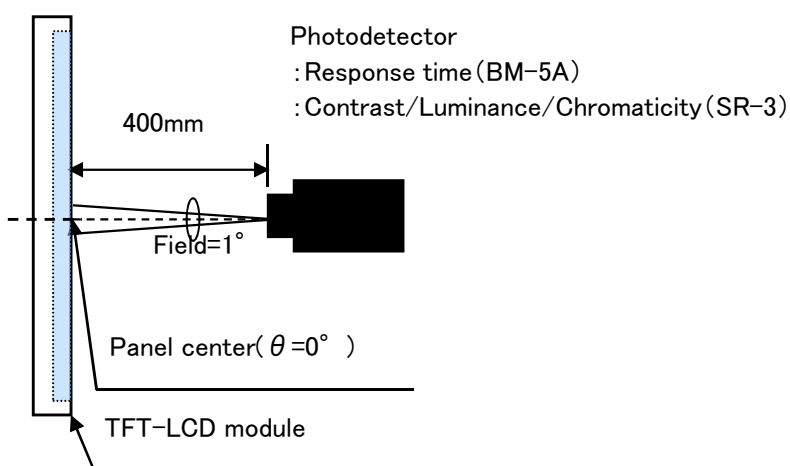 Photodetector
:Response time(BM-5A)
:Contrast/Luminance/Chromaticity(SR-3)
400mm
Field=1°
Panel center(θ=0° )
TFT-LCD module